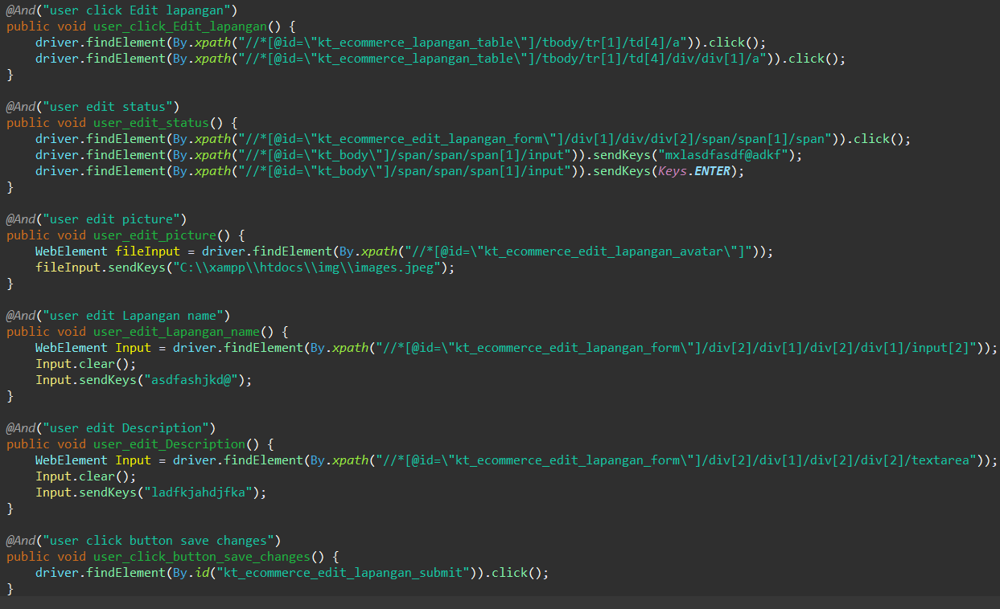 @And("user click Edit lapangan")
public void user_click_Edit_lapangan() {
    driver.findElement(By.xpath("//*[@id=\"kt_ecommerce_lapangan_table\"]/tbody/tr[1]/td[4]/a")).click();
    driver.findElement(By.xpath("//*[@id=\"kt_ecommerce_lapangan_table\"]/tbody/tr[1]/td[4]/div/div[1]/a")).click();
}
@And("user edit status")
public void user_edit_status() {
    driver.findElement(By.xpath("//*[@id=\"kt_ecommerce_edit_lapangan_form\"]/div[1]/div/div[2]/span/span[1]/span")).click();
    driver.findElement(By.xpath("//*[@id=\"kt_body\"]/span/span/span[1]/input")).sendKeys("mxlasdfasdf@adkf");
    driver.findElement(By.xpath("//*[@id=\"kt_body\"]/span/span/span[1]/input")).sendKeys(Keys.ENTER);
}
@And("user edit picture")
public void user_edit_picture() {
    WebElement fileInput = driver.findElement(By.xpath("//*[@id=\"kt_ecommerce_edit_lapangan_avatar\"]"));
    fileInput.sendKeys("C:\\xampp\\htdocs\\img\\images.jpeg");
}
@And("user edit Lapangan name")
public void user_edit_Lapangan_name() {
    WebElement Input = driver.findElement(By.xpath("//*[@id=\"kt_ecommerce_edit_lapangan_form\"]/div[2]/div[1]/div[2]/div[1]/input[2]"));
    Input.clear();
    Input.sendKeys("asdfashjkd@");
}
@And("user edit Description")
public void user_edit_Description() {
    WebElement Input = driver.findElement(By.xpath("//*[@id=\"kt_ecommerce_edit_lapangan_form\"]/div[2]/div[1]/div[2]/div[2]/textarea"));
    Input.clear();
    Input.sendKeys("ladfkjahdjfka");
}
@And("user click button save changes")
public void user_click_button_save_changes() {
    driver.findElement(By.id("kt_ecommerce_edit_lapangan_submit")).click();
}